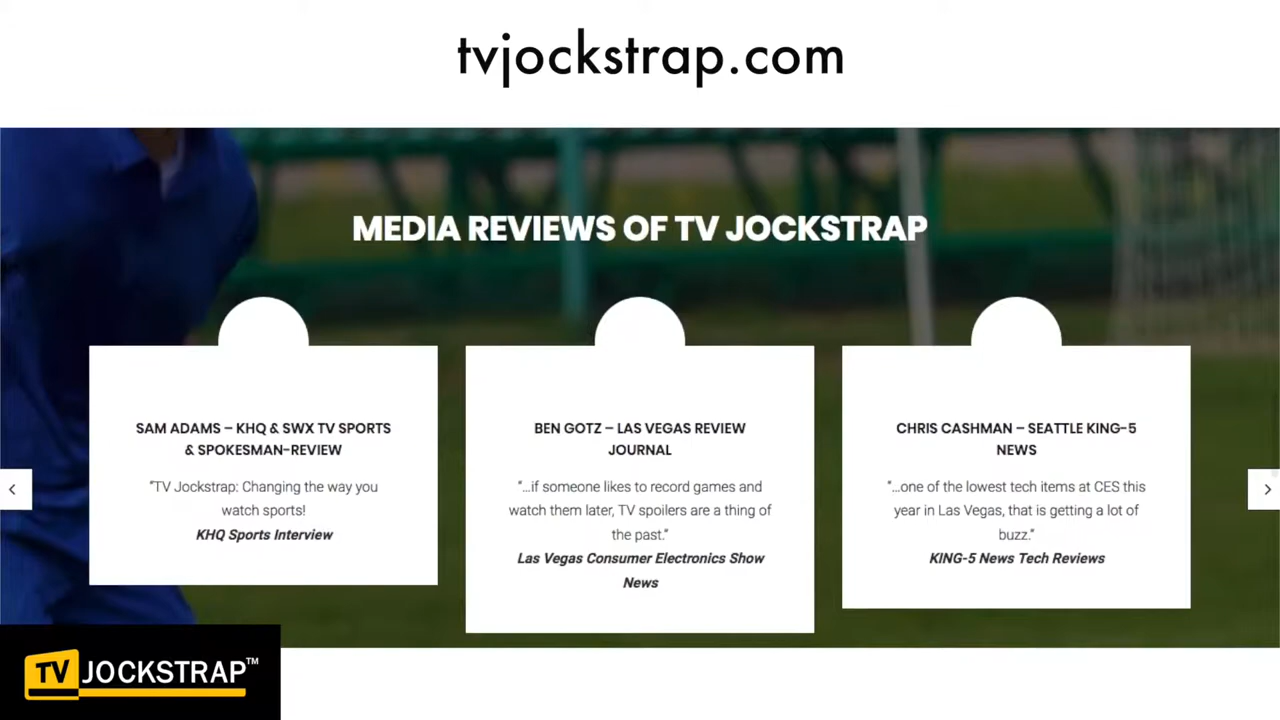 tvjockstrap.com
MEDIA REVIEWS OF TV JOCKSTRAP
SAM ADAMS – KHQ & SWX TV SPORTS
& SPOKESMAN-REVIEW
“TV Jockstrap: Changing the way you
watch sports!
KHQ Sports Interview
BEN GOTZ – LAS VEGAS REVIEW
JOURNAL
“...if someone likes to record games and
watch them later, TV spoilers are a thing of
the past.”
Las Vegas Consumer Electronics Show
News
CHRIS CASHMAN – SEATTLE KING-5
NEWS
“...one of the lowest tech items at CES this
year in Las Vegas, that is getting a lot of
buzz.”
KING-5 News Tech Reviews
TV JOCKSTRAP™